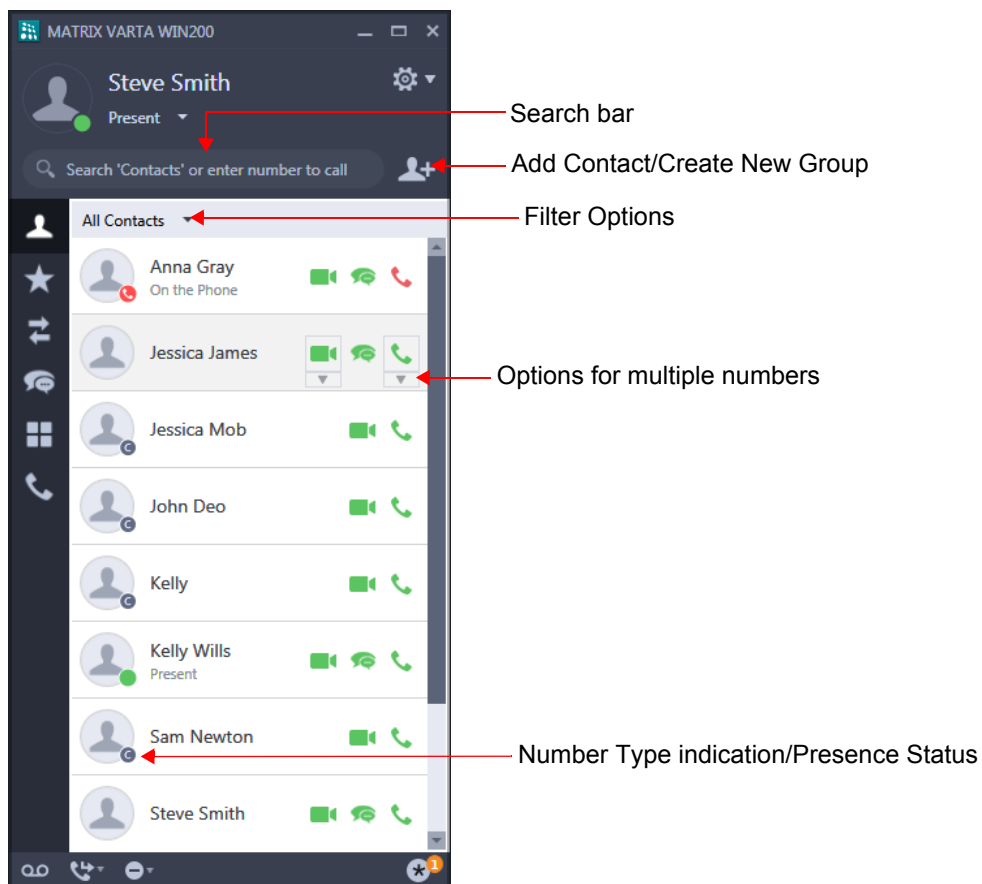 MATRIX VARTA WIN200
Steve Smith
Present
Search bar
Search 'Contacts' or enter number to call
Add Contact/Create New Group
All Contacts
Filter Options
Anna Gray
On the Phone
Jessica James
Options for multiple numbers
Jessica Mob
C
John Deo
C
Kelly
C
Kelly Wills
Present
Sam Newton
C
Number Type indication/Presence Status
Steve Smith
1